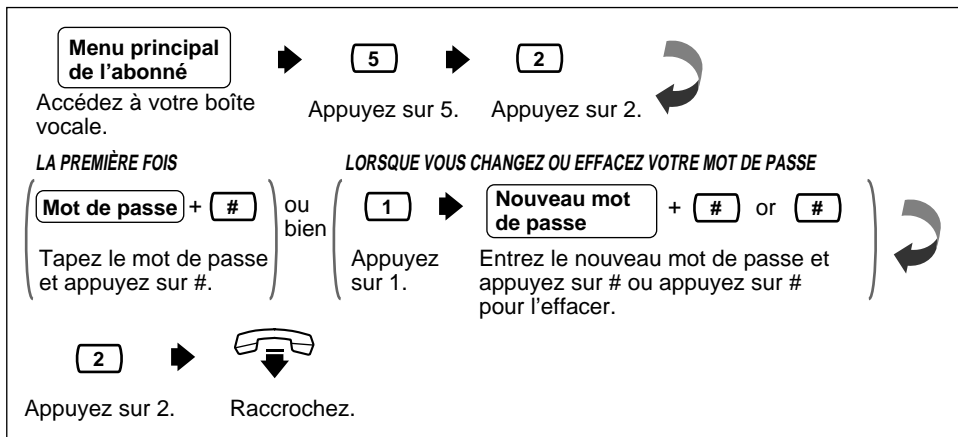 Menu principal
de l'abonné
5
2
Accédez à votre boîte
vocale.
Appuyez sur 5.
Appuyez sur 2.
LA PREMIÈRE FOIS
LORSQUE VOUS CHANGEZ OU EFFACEZ VOTRE MOT DE PASSE
Mot de passe + #
ou
bien
1
Nouveau mot
de passe
+ # or #
Tapez le mot de passe
et appuyez sur #.
Appuyez
sur 1.
Entrez le nouveau mot de passe et
appuyez sur # ou appuyez sur #
pour l'effacer.
2
Appuyez sur 2.
Raccrochez.